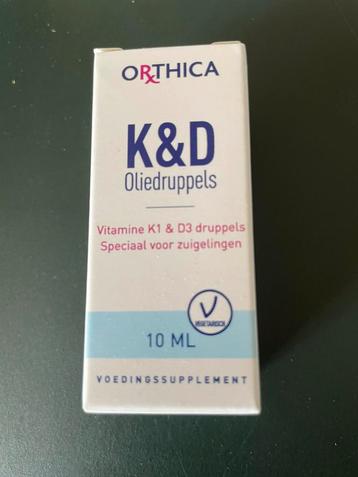 ORTHICA
K&D
Oliedruppels
Vitamine K1 & D3 druppels
Speciaal voor zuigelingen
V
VEGETARISCH
10 ML
VOEDINGSSUPPLEMENT